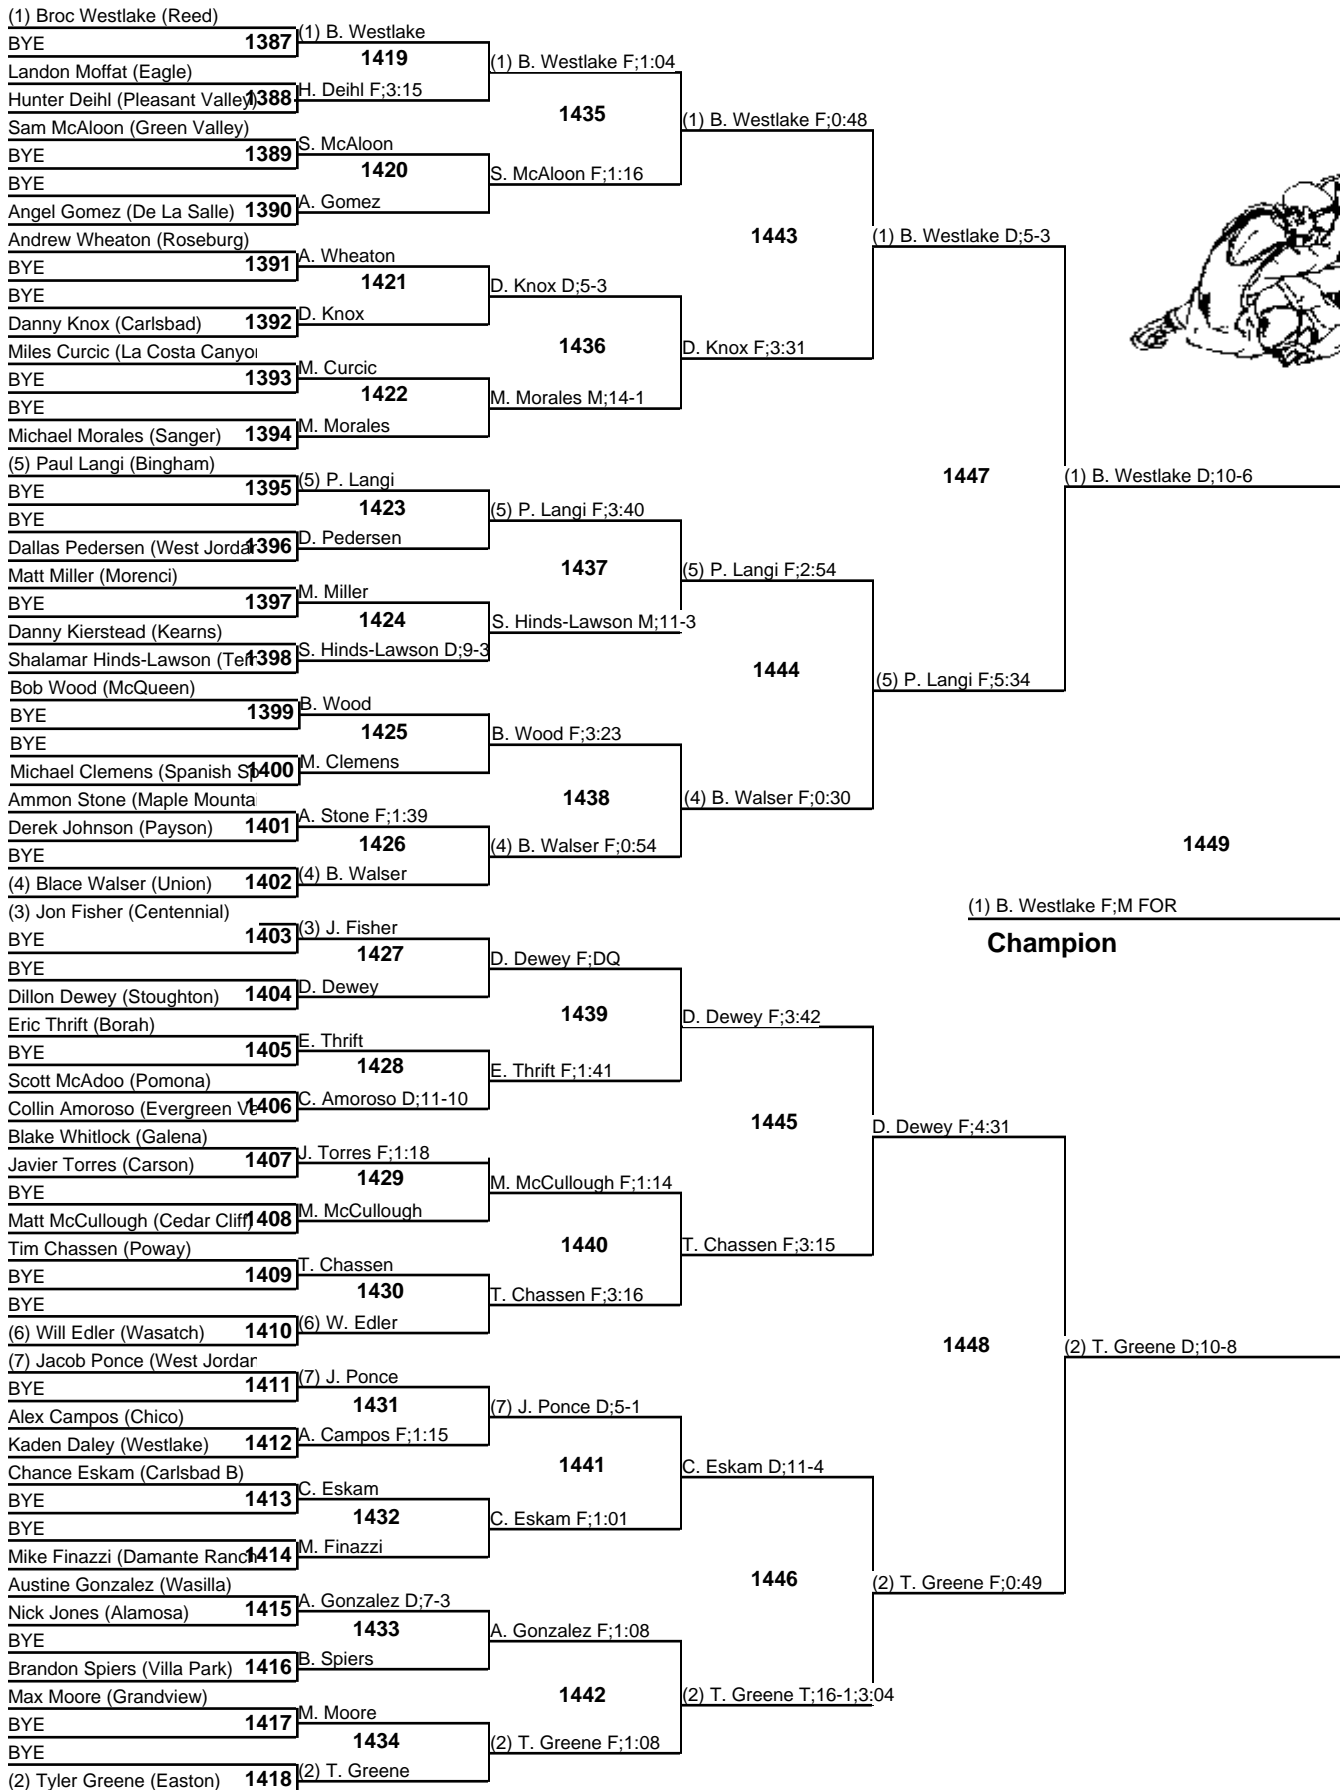 (1) Broc Westlake (Reed)
BYE
1387
Landon Moffat (Eagle)
Hunter Deihl (Pleasant Valley)
1388
Sam McAloon (Green Valley)
BYE
1389
BYE
Angel Gomez (De La Salle)
1390
Andrew Wheaton (Roseburg)
BYE
1391
BYE
Danny Knox (Carlsbad)
1392
Miles Curcic (La Costa Canyo
BYE
1393
BYE
Michael Morales (Sanger)
1394
(5) Paul Langi (Bingham)
BYE
1395
BYE
Dallas Pedersen (West Jorda
1396
Matt Miller (Morenci)
BYE
1397
Danny Kierstead (Kearns)
Shalamar Hinds-Lawson (Ter
1398
Bob Wood (McQueen)
BYE
1399
BYE
Michael Clemens (Spanish Sp
1400
Ammon Stone (Maple Mountai
Derek Johnson (Payson)
1401
BYE
(4) Blace Walser (Union)
1402
(3) Jon Fisher (Centennial)
BYE
1403
BYE
Dillon Dewey (Stoughton)
1404
Eric Thrift (Borah)
BYE
1405
Scott McAdoo (Pomona)
Collin Amoroso (Evergreen Va
1406
Blake Whitlock (Galena)
Javier Torres (Carson)
1407
BYE
Matt McCullough (Cedar Cliff)
1408
Tim Chassen (Poway)
BYE
1409
BYE
(6) Will Edler (Wasatch)
1410
(7) Jacob Ponce (West Jordan
BYE
1411
Alex Campos (Chico)
Kaden Daley (Westlake)
1412
Chance Eskam (Carlsbad B)
BYE
1413
BYE
Mike Finazzi (Damante Ranch
1414
Austine Gonzalez (Wasilla)
Nick Jones (Alamosa)
1415
BYE
Brandon Spiers (Villa Park)
1416
Max Moore (Grandview)
BYE
1417
BYE
(2) Tyler Greene (Easton)
1418
(1) B. Westlake
1419
H. Deihl F;3:15
S. McAloon
1420
A. Gomez
A. Wheaton
1421
D. Knox
M. Curcic
1422
M. Morales
(5) P. Langi
1423
D. Pedersen
M. Miller
1424
S. Hinds-Lawson D;9-3
B. Wood
1425
M. Clemens
A. Stone F;1:39
1426
(4) B. Walser
(3) J. Fisher
1427
D. Dewey
E. Thrift
1428
C. Amoroso D;11-10
J. Torres F;1:18
1429
M. McCullough
T. Chassen
1430
(6) W. Edler
(7) J. Ponce
1431
A. Campos F;1:15
C. Eskam
1432
M. Finazzi
A. Gonzalez D;7-3
1433
B. Spiers
M. Moore
1434
(2) T. Greene
(1) B. Westlake F;1:04
1435
S. McAloon F;1:16
D. Knox D;5-3
1436
M. Morales M;14-1
(5) P. Langi F;3:40
1437
S. Hinds-Lawson M;11-3
B. Wood F;3:23
1438
(4) B. Walser F;0:54
D. Dewey F;DQ
1439
E. Thrift F;1:41
M. McCullough F;1:14
1440
T. Chassen F;3:16
(7) J. Ponce D;5-1
1441
C. Eskam F;1:01
A. Gonzalez F;1:08
1442
(2) T. Greene F;1:08
(1) B. Westlake F;0:48
1443
D. Knox F;3:31
(5) P. Langi F;2:54
1444
(4) B. Walser F;0:30
D. Dewey F;3:42
1445
T. Chassen F;3:15
C. Eskam D;11-4
1446
(2) T. Greene T;16-1;3:04
(1) B. Westlake D;5-3
1447
(5) P. Langi F;5:34
D. Dewey F;4:31
1448
(2) T. Greene F;0:49
(1) B. Westlake D;10-6
1449
(2) T. Greene D;10-8
(1) B. Westlake F;M FOR
Champion